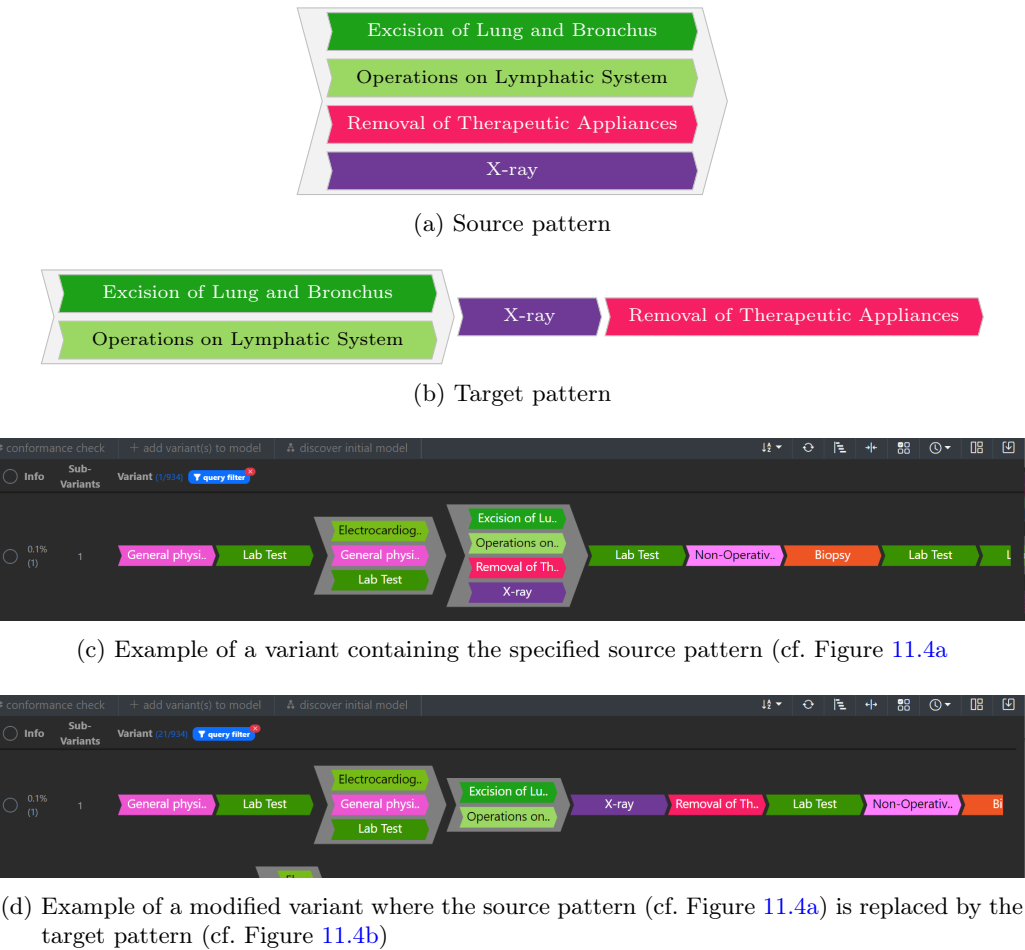 Excision of Lung and Bronchus
Operations on Lymphatic System
Removal of Therapeutic Appliances
X-ray
(a) Source pattern
Excision of Lung and Bronchus
Operations on Lymphatic System
X-ray
Removal of Therapeutic Appliances
(b) Target pattern
conformance check + add variant(s) to model discover initial model
Info Sub-Variants Variant (1/934) query filter
0.1% (1) 1
General physi.. Lab Test
Electrocardiog..
General physi..
Lab Test
Excision of Lu..
Operations on..
Removal of Th..
X-ray
Lab Test Non-Operativ.. Biopsy Lab Test L
(c) Example of a variant containing the specified source pattern (cf. Figure 11.4a
conformance check + add variant(s) to model discover initial model
Info Sub-Variants Variant (21/934) query filter
0.1% (1) 1
General physi.. Lab Test
Electrocardiog..
General physi..
Lab Test
Excision of Lu..
Operations on..
X-ray Removal of Th.. Lab Test Non-Operativ.. Bi
(d) Example of a modified variant where the source pattern (cf. Figure 11.4a) is replaced by the
target pattern (cf. Figure 11.4b)